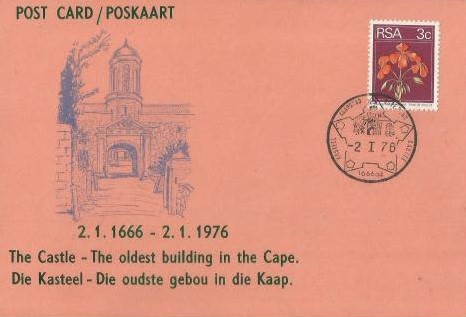 POST CARD/POSKAART
RSA 3c
-2 I 76
1666
2.1.1666 - 2.1.1976
The Castle - The oldest building in the Cape.
Die Kasteel - Die oudste gebou in die Kaap.